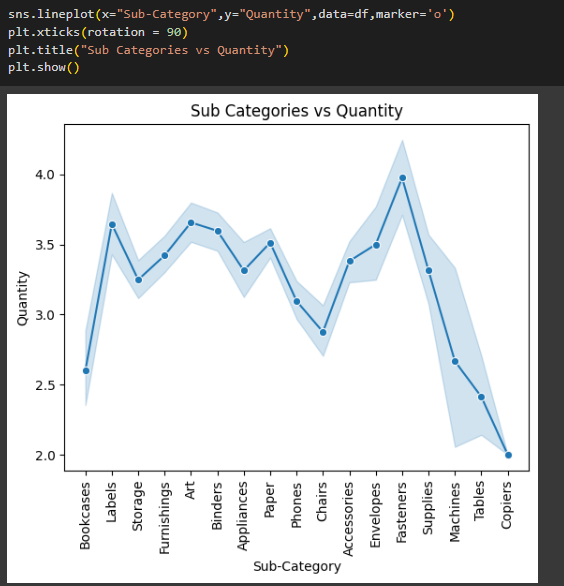 sns.lineplot(x="Sub-Category",y="Quantity",data=df,marker='o')
plt.xticks(rotation = 90)
plt.title("Sub Categories vs Quantity")
plt.show()
Sub Categories vs Quantity
Quantity
4.0
3.5
3.0
2.5
2.0
Bookcases
Labels
Storage
Furnishings
Art
Binders
Appliances
Paper
Phones
Chairs
Accessories
Envelopes
Fasteners
Supplies
Machines
Tables
Copiers
Sub-Category